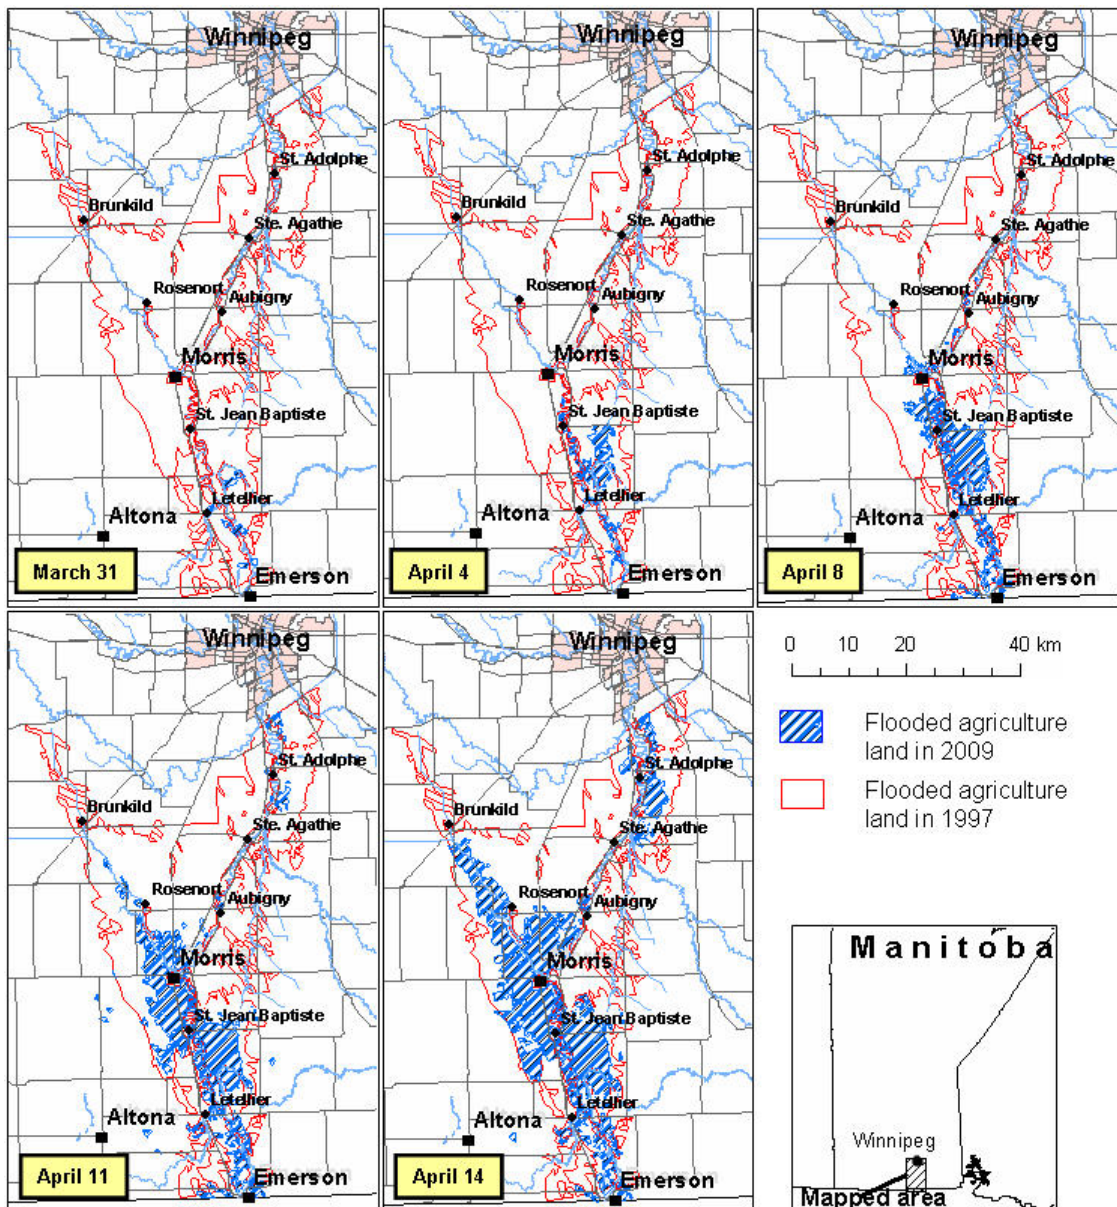 Winnipeg
St. Adolphe
Brunkild
Ste. Agathe
Rosenort
Aubigny
Morris
St. Jean Baptiste
Letellier
Altona
March 31
Emerson
Winnipeg
St. Adolphe
Brunkild
Ste. Agathe
Rosenort
Aubigny
Morris
St. Jean Baptiste
Letellier
Altona
April 4
Emerson
Winnipeg
St. Adolphe
Brunkild
Ste. Agathe
Rosenort
Aubigny
Morris
St. Jean Baptiste
Letellier
Altona
April 8
Emerson
Winnipeg
St. Adolphe
Brunkild
Ste. Agathe
Rosenort
Aubigny
Morris
St. Jean Baptiste
Letellier
Altona
April 11
Emerson
Winnipeg
St. Adolphe
Brunkild
Ste. Agathe
Rosenort
Aubigny
Morris
St. Jean Baptiste
Letellier
Altona
April 14
Emerson
0 10 20 40 km
Flooded agriculture
land in 2009
Flooded agriculture
land in 1997
Manitoba
Winnipeg
Mapped area